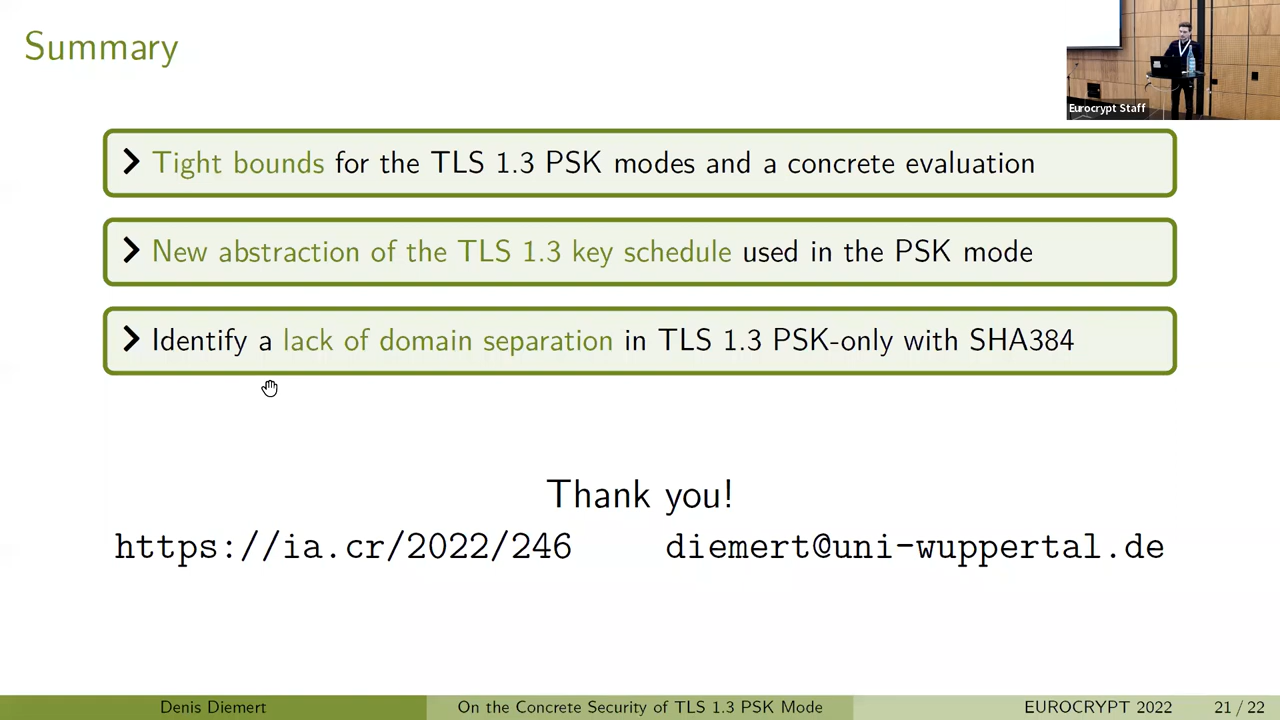 Summary
Eurocrypt Staff
Tight bounds for the TLS 1.3 PSK modes and a concrete evaluation
New abstraction of the TLS 1.3 key schedule used in the PSK mode
Identify a lack of domain separation in TLS 1.3 PSK-only with SHA384
Thank you!
https://ia.cr/2022/246 diemert@uni-wuppertal.de
Denis Diemert On the Concrete Security of TLS 1.3 PSK Mode EUROCRYPT 2022 21 / 22